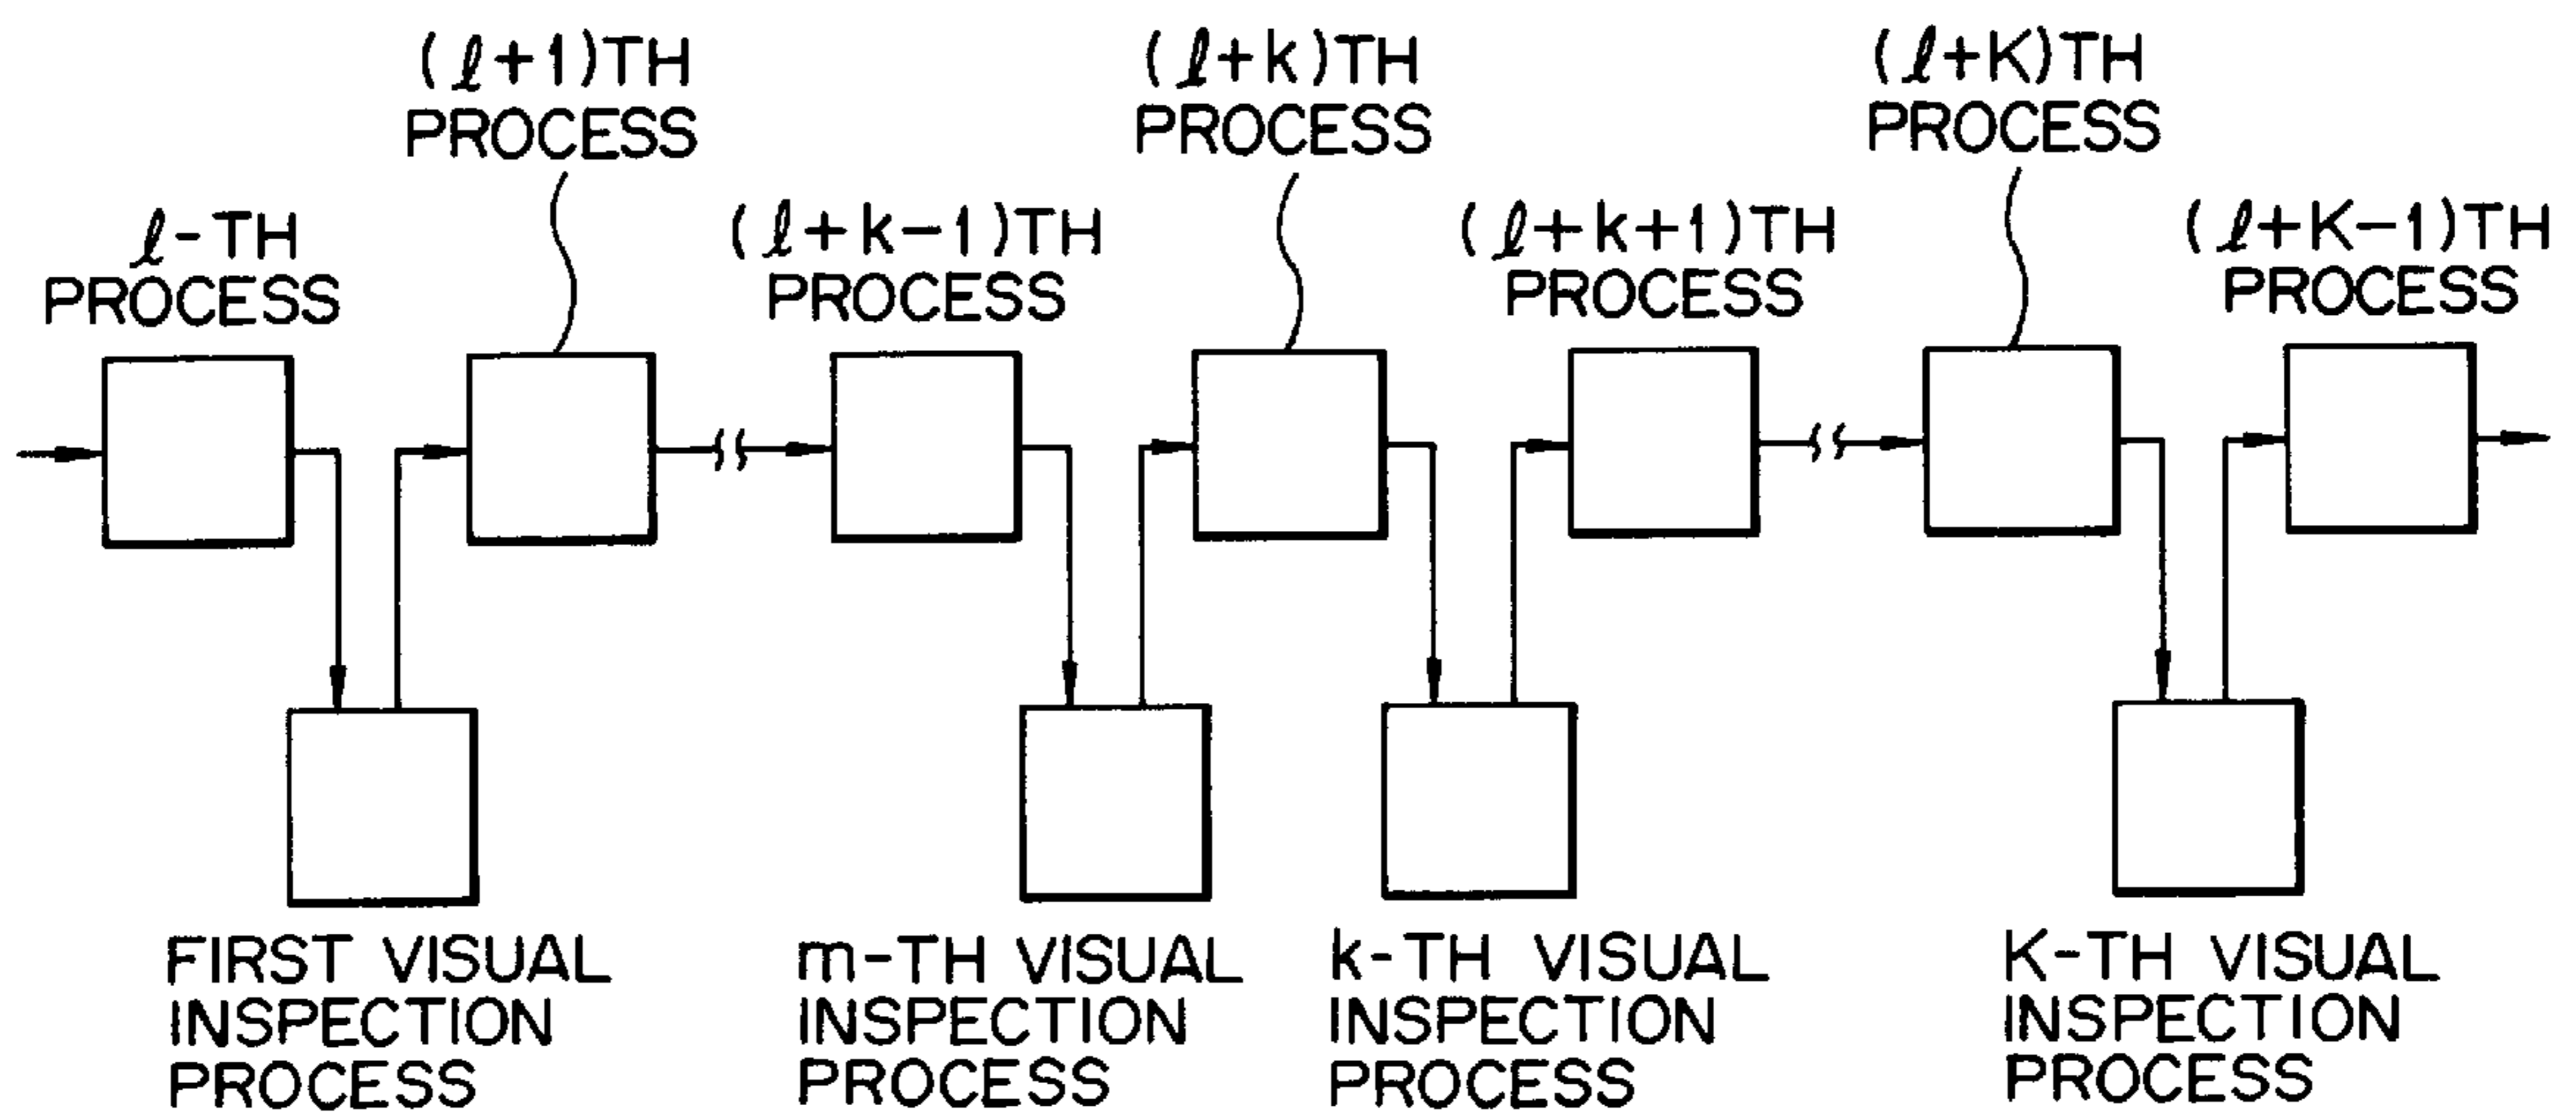 ℓ-TH
PROCESS
(ℓ+1)TH
PROCESS
(ℓ+k-1)TH
PROCESS
(ℓ+k)TH
PROCESS
(ℓ+k+1)TH
PROCESS
(ℓ+K)TH
PROCESS
(ℓ+K-1)TH
PROCESS
FIRST VISUAL
INSPECTION
PROCESS
m-TH VISUAL
INSPECTION
PROCESS
k-TH VISUAL
INSPECTION
PROCESS
K-TH VISUAL
INSPECTION
PROCESS